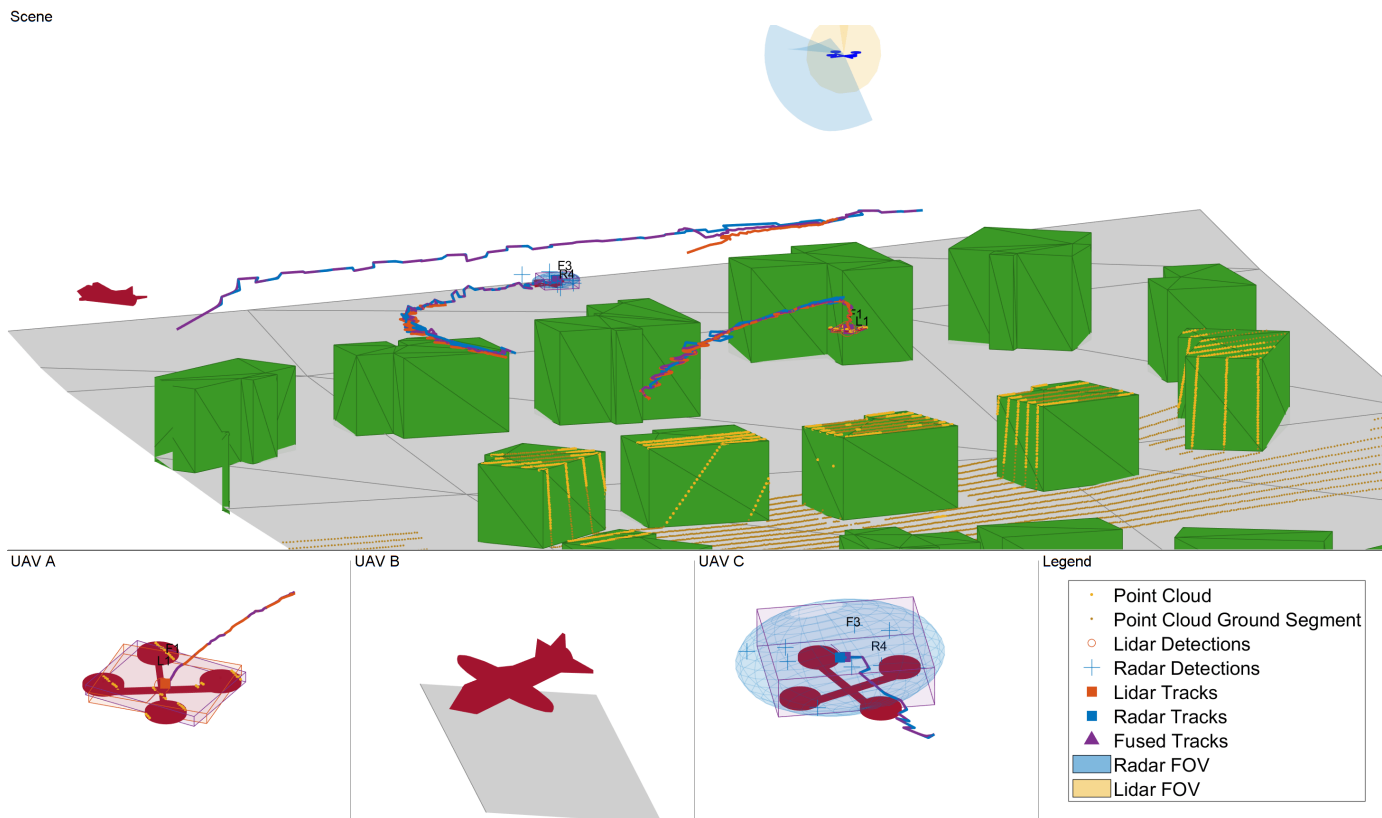 Scene
F3
R4
F1
L1
UAV A
UAV B
UAV C
Legend
F1
L1
F3
R4
Point Cloud
Point Cloud Ground Segment
Lidar Detections
Radar Detections
Lidar Tracks
Radar Tracks
Fused Tracks
Radar FOV
Lidar FOV